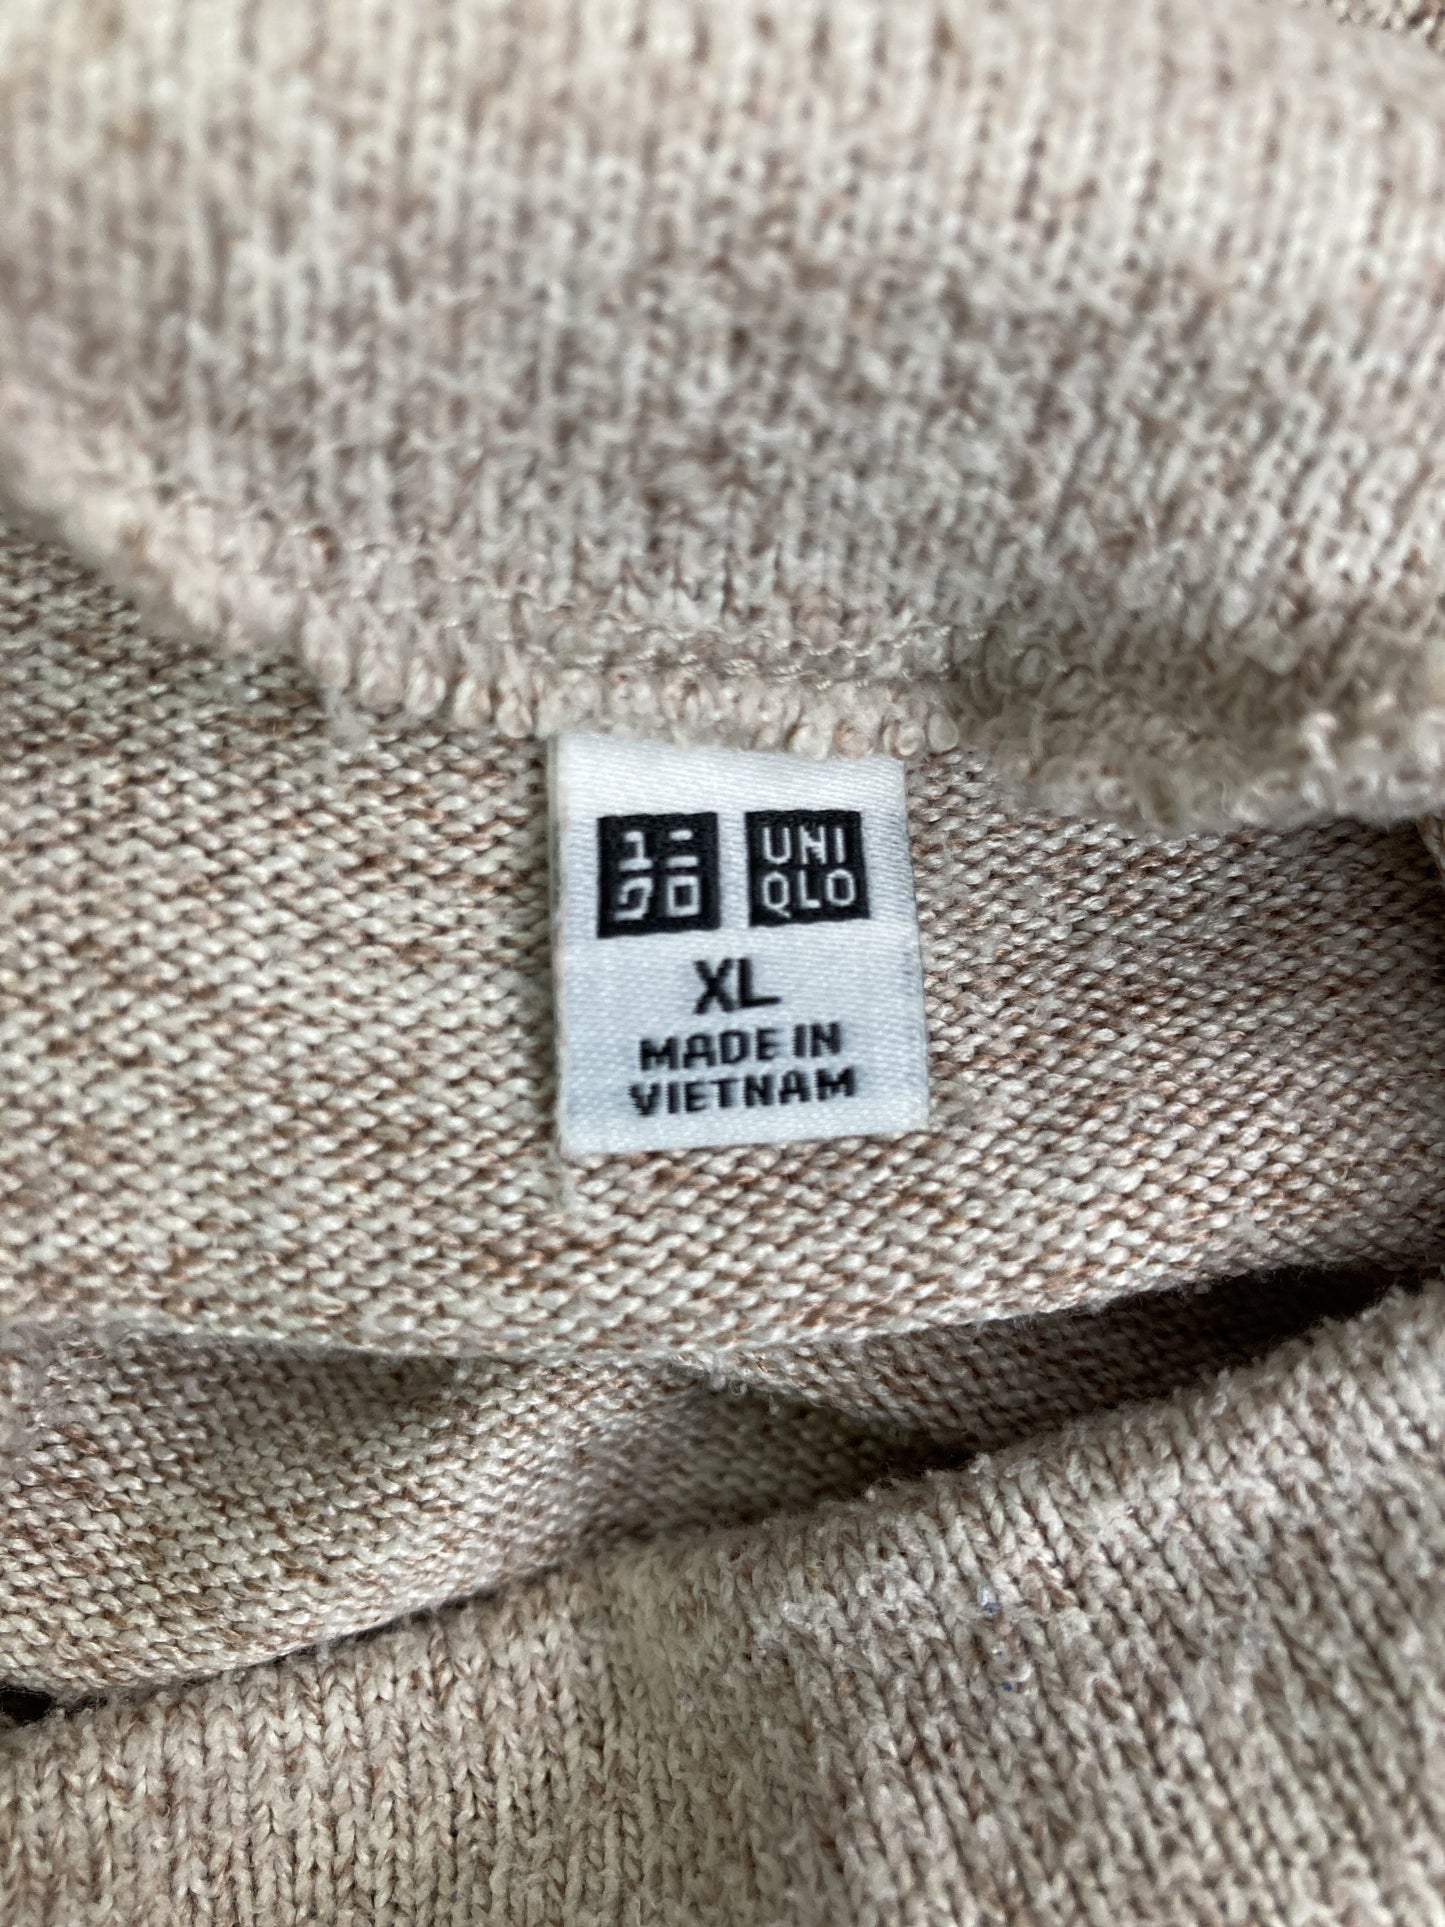 ユニ UNI
クロ QLO
XL
MADE IN
VIETNAM